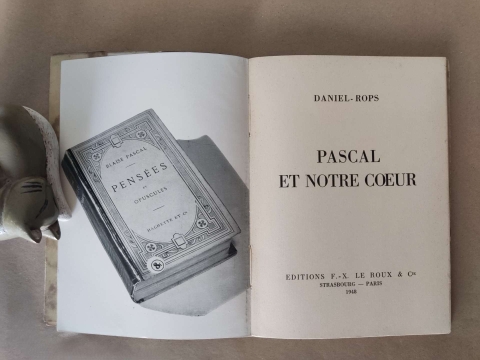 BLAISE PASCAL
PENSÉES
ET
OPUSCULES
HACHETTE ET Cie
DANIEL-ROPS
PASCAL
ET NOTRE CŒUR
EDITIONS F.-X. LE ROUX & Cie
STRASBOURG — PARIS
1948